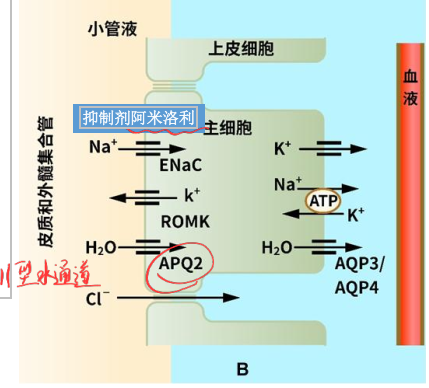 小管液
上皮细胞
血液
皮质和外髓集合管
抑制剂阿米洛利
主细胞
Na⁺
ENaC
K⁺
k⁺
ROMK
Na⁺
ATP
K⁺
H₂O
APQ2
H₂O
AQP3/
AQP4
型水通道
Cl⁻
B